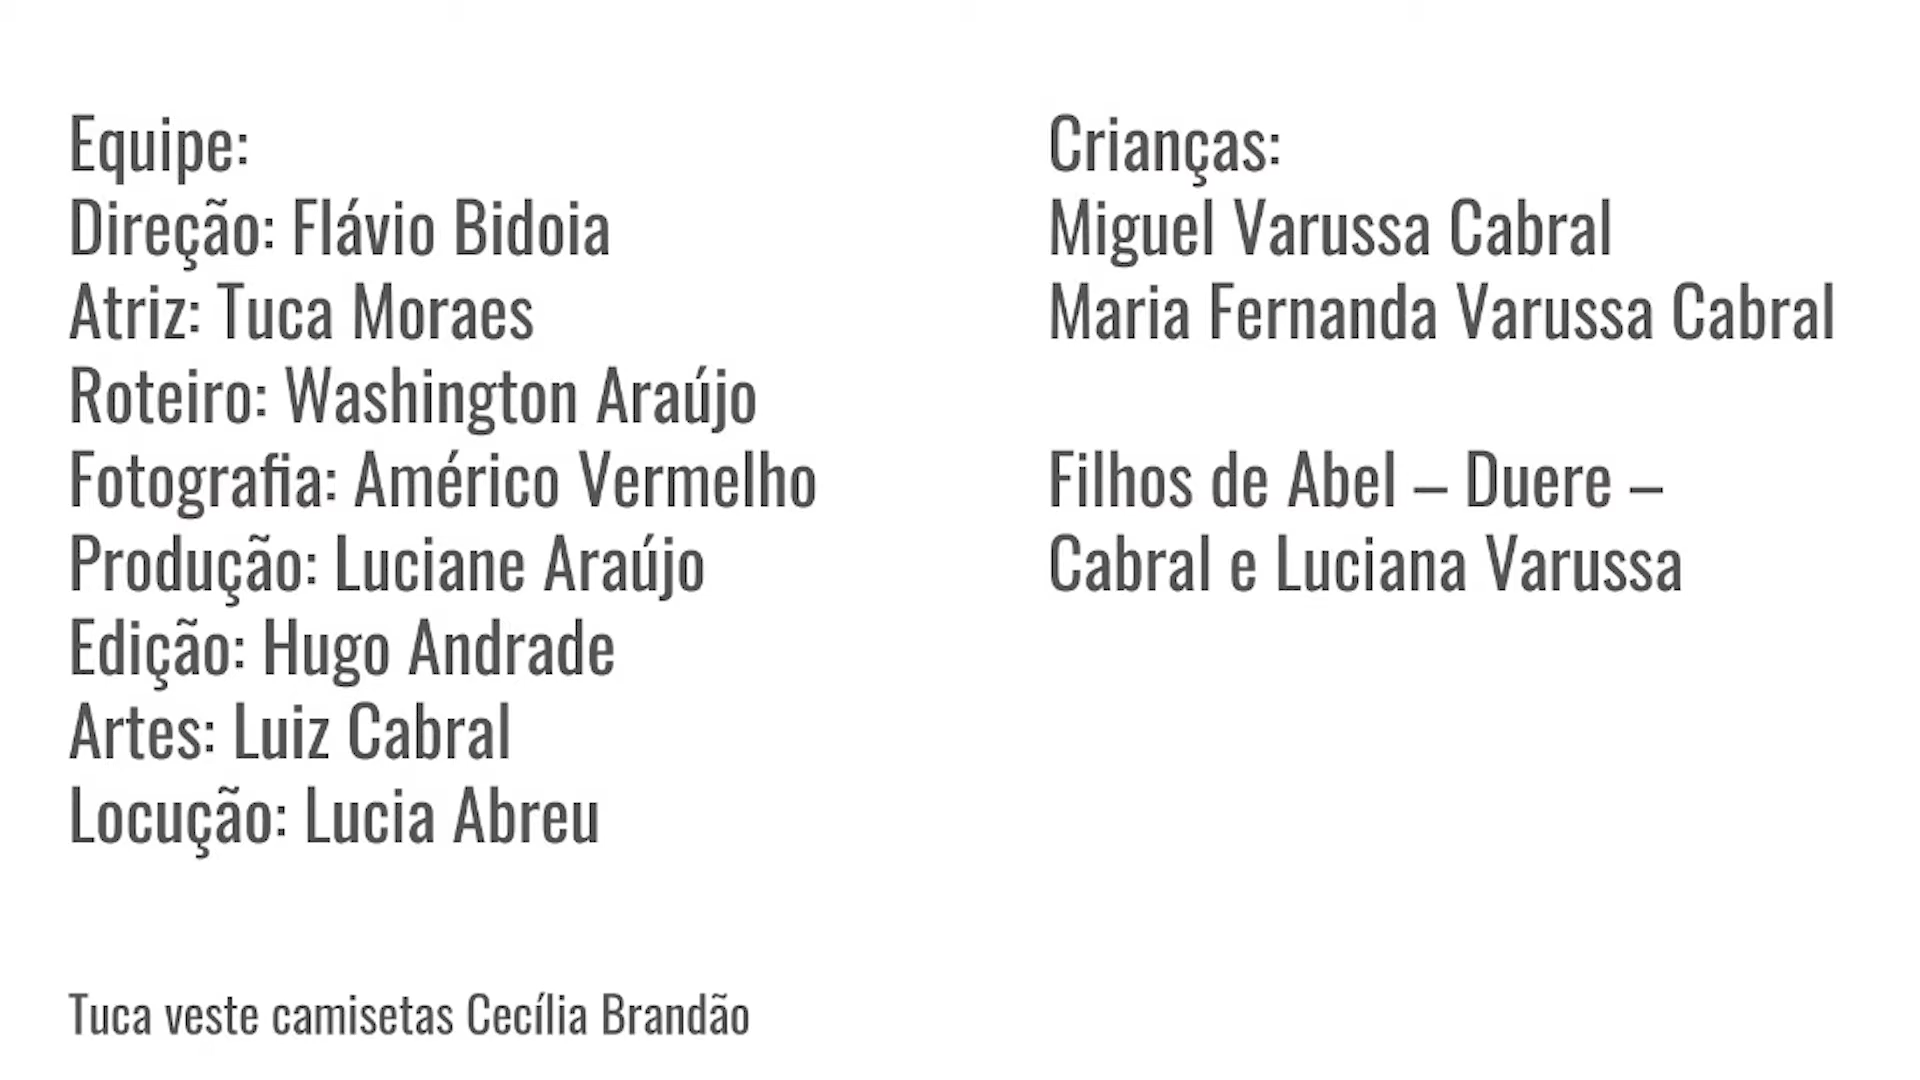 Equipe:
Direção: Flávio Bidoia
Atriz: Tuca Moraes
Roteiro: Washington Araújo
Fotografia: Américo Vermelho
Produção: Luciane Araújo
Edição: Hugo Andrade
Artes: Luiz Cabral
Locução: Lucia Abreu
Tuca veste camisetas Cecília Brandão
Crianças:
Miguel Varussa Cabral
Maria Fernanda Varussa Cabral
Filhos de Abel – Duere –
Cabral e Luciana Varussa